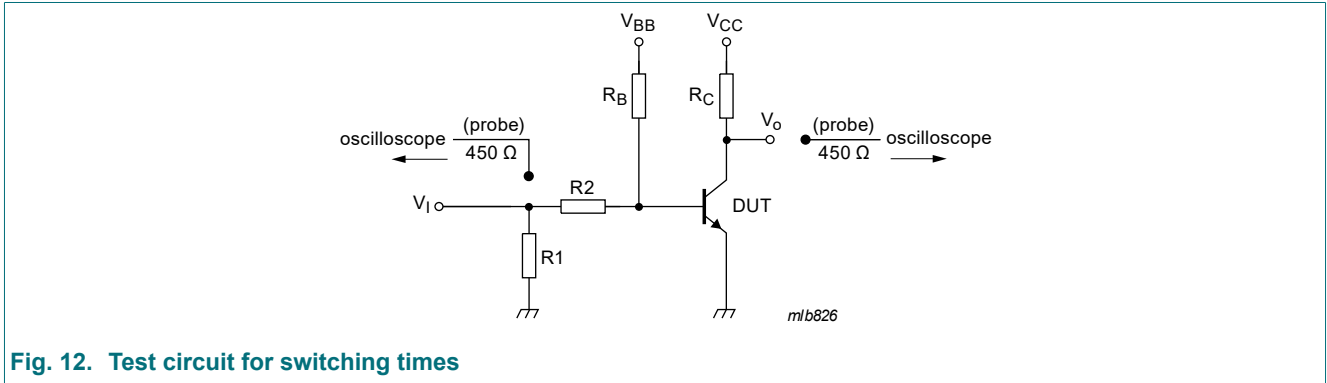 VBB
VCC
RB
RC
Vo
oscilloscope (probe) 450 Ω
(probe) 450 Ω oscilloscope
R2
VI
DUT
R1
mlb826
Fig. 12. Test circuit for switching times